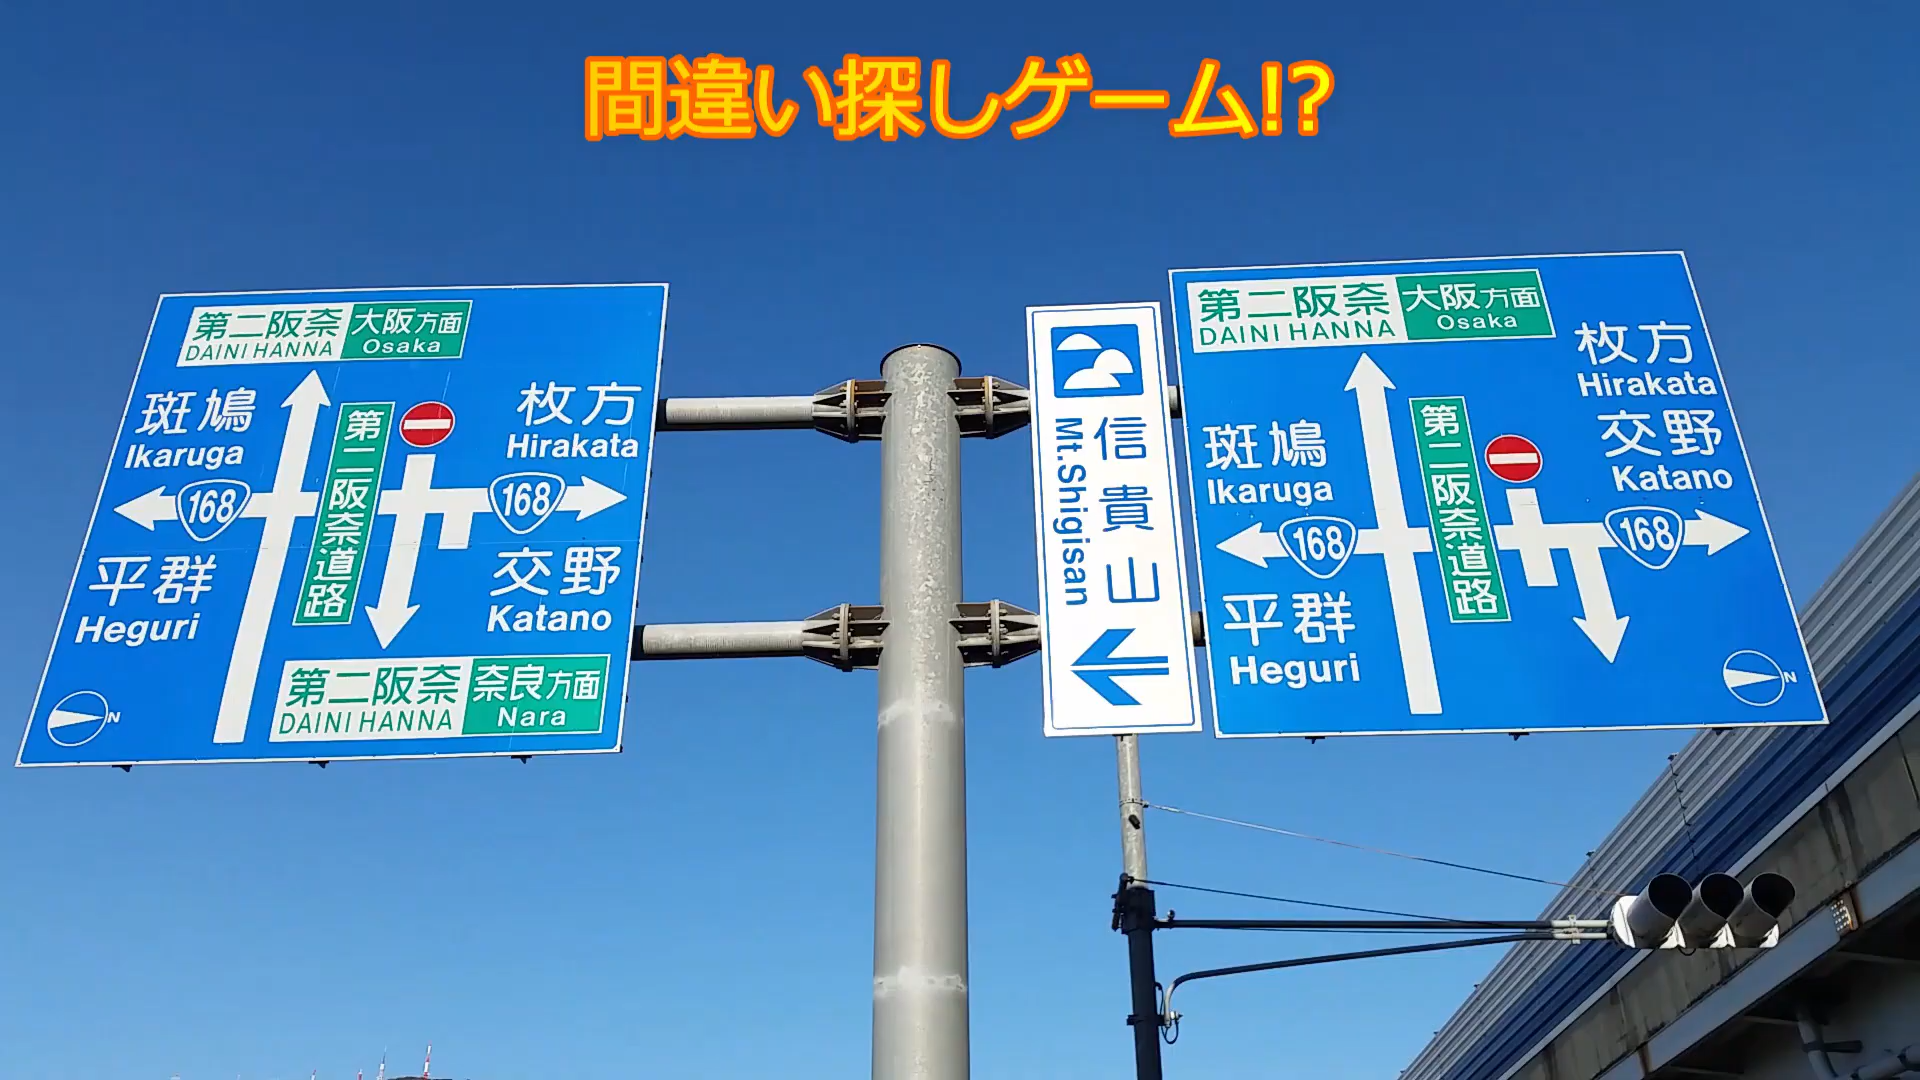 間違い探しゲーム!?
第二阪奈
DAINI HANNA
大阪方面
Osaka
斑鳩
Ikaruga
168
平群
Heguri
第二阪奈道路
枚方
Hirakata
168
交野
Katano
第二阪奈
DAINI HANNA
奈良方面
Nara
N
信貴山
Mt.Shigisan
第二阪奈
DAINI HANNA
大阪方面
Osaka
枚方
Hirakata
交野
Katano
斑鳩
Ikaruga
168
平群
Heguri
第二阪奈道路
168
N